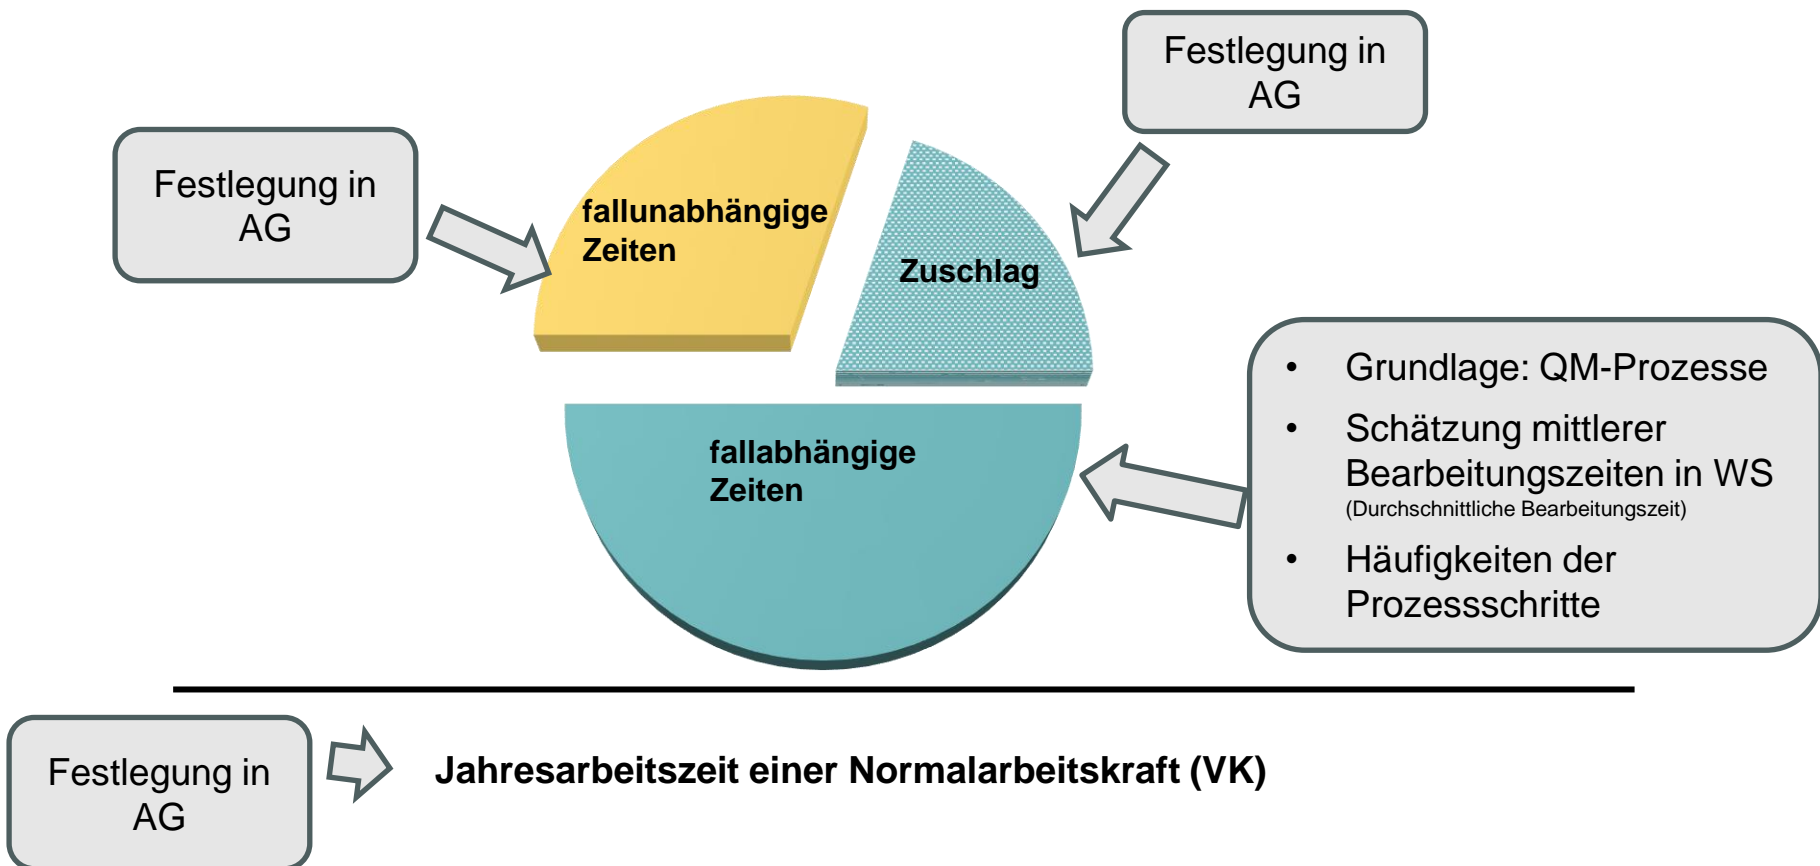 Festlegung in
AG
Festlegung in
AG
fallunabhängige
Zeiten
Zuschlag
• Grundlage: QM-Prozesse
• Schätzung mittlerer
Bearbeitungszeiten in WS
(Durchschnittliche Bearbeitungszeit)
• Häufigkeiten der
Prozessschritte
fallabhängige
Zeiten
Festlegung in
AG
Jahresarbeitszeit einer Normalarbeitskraft (VK)